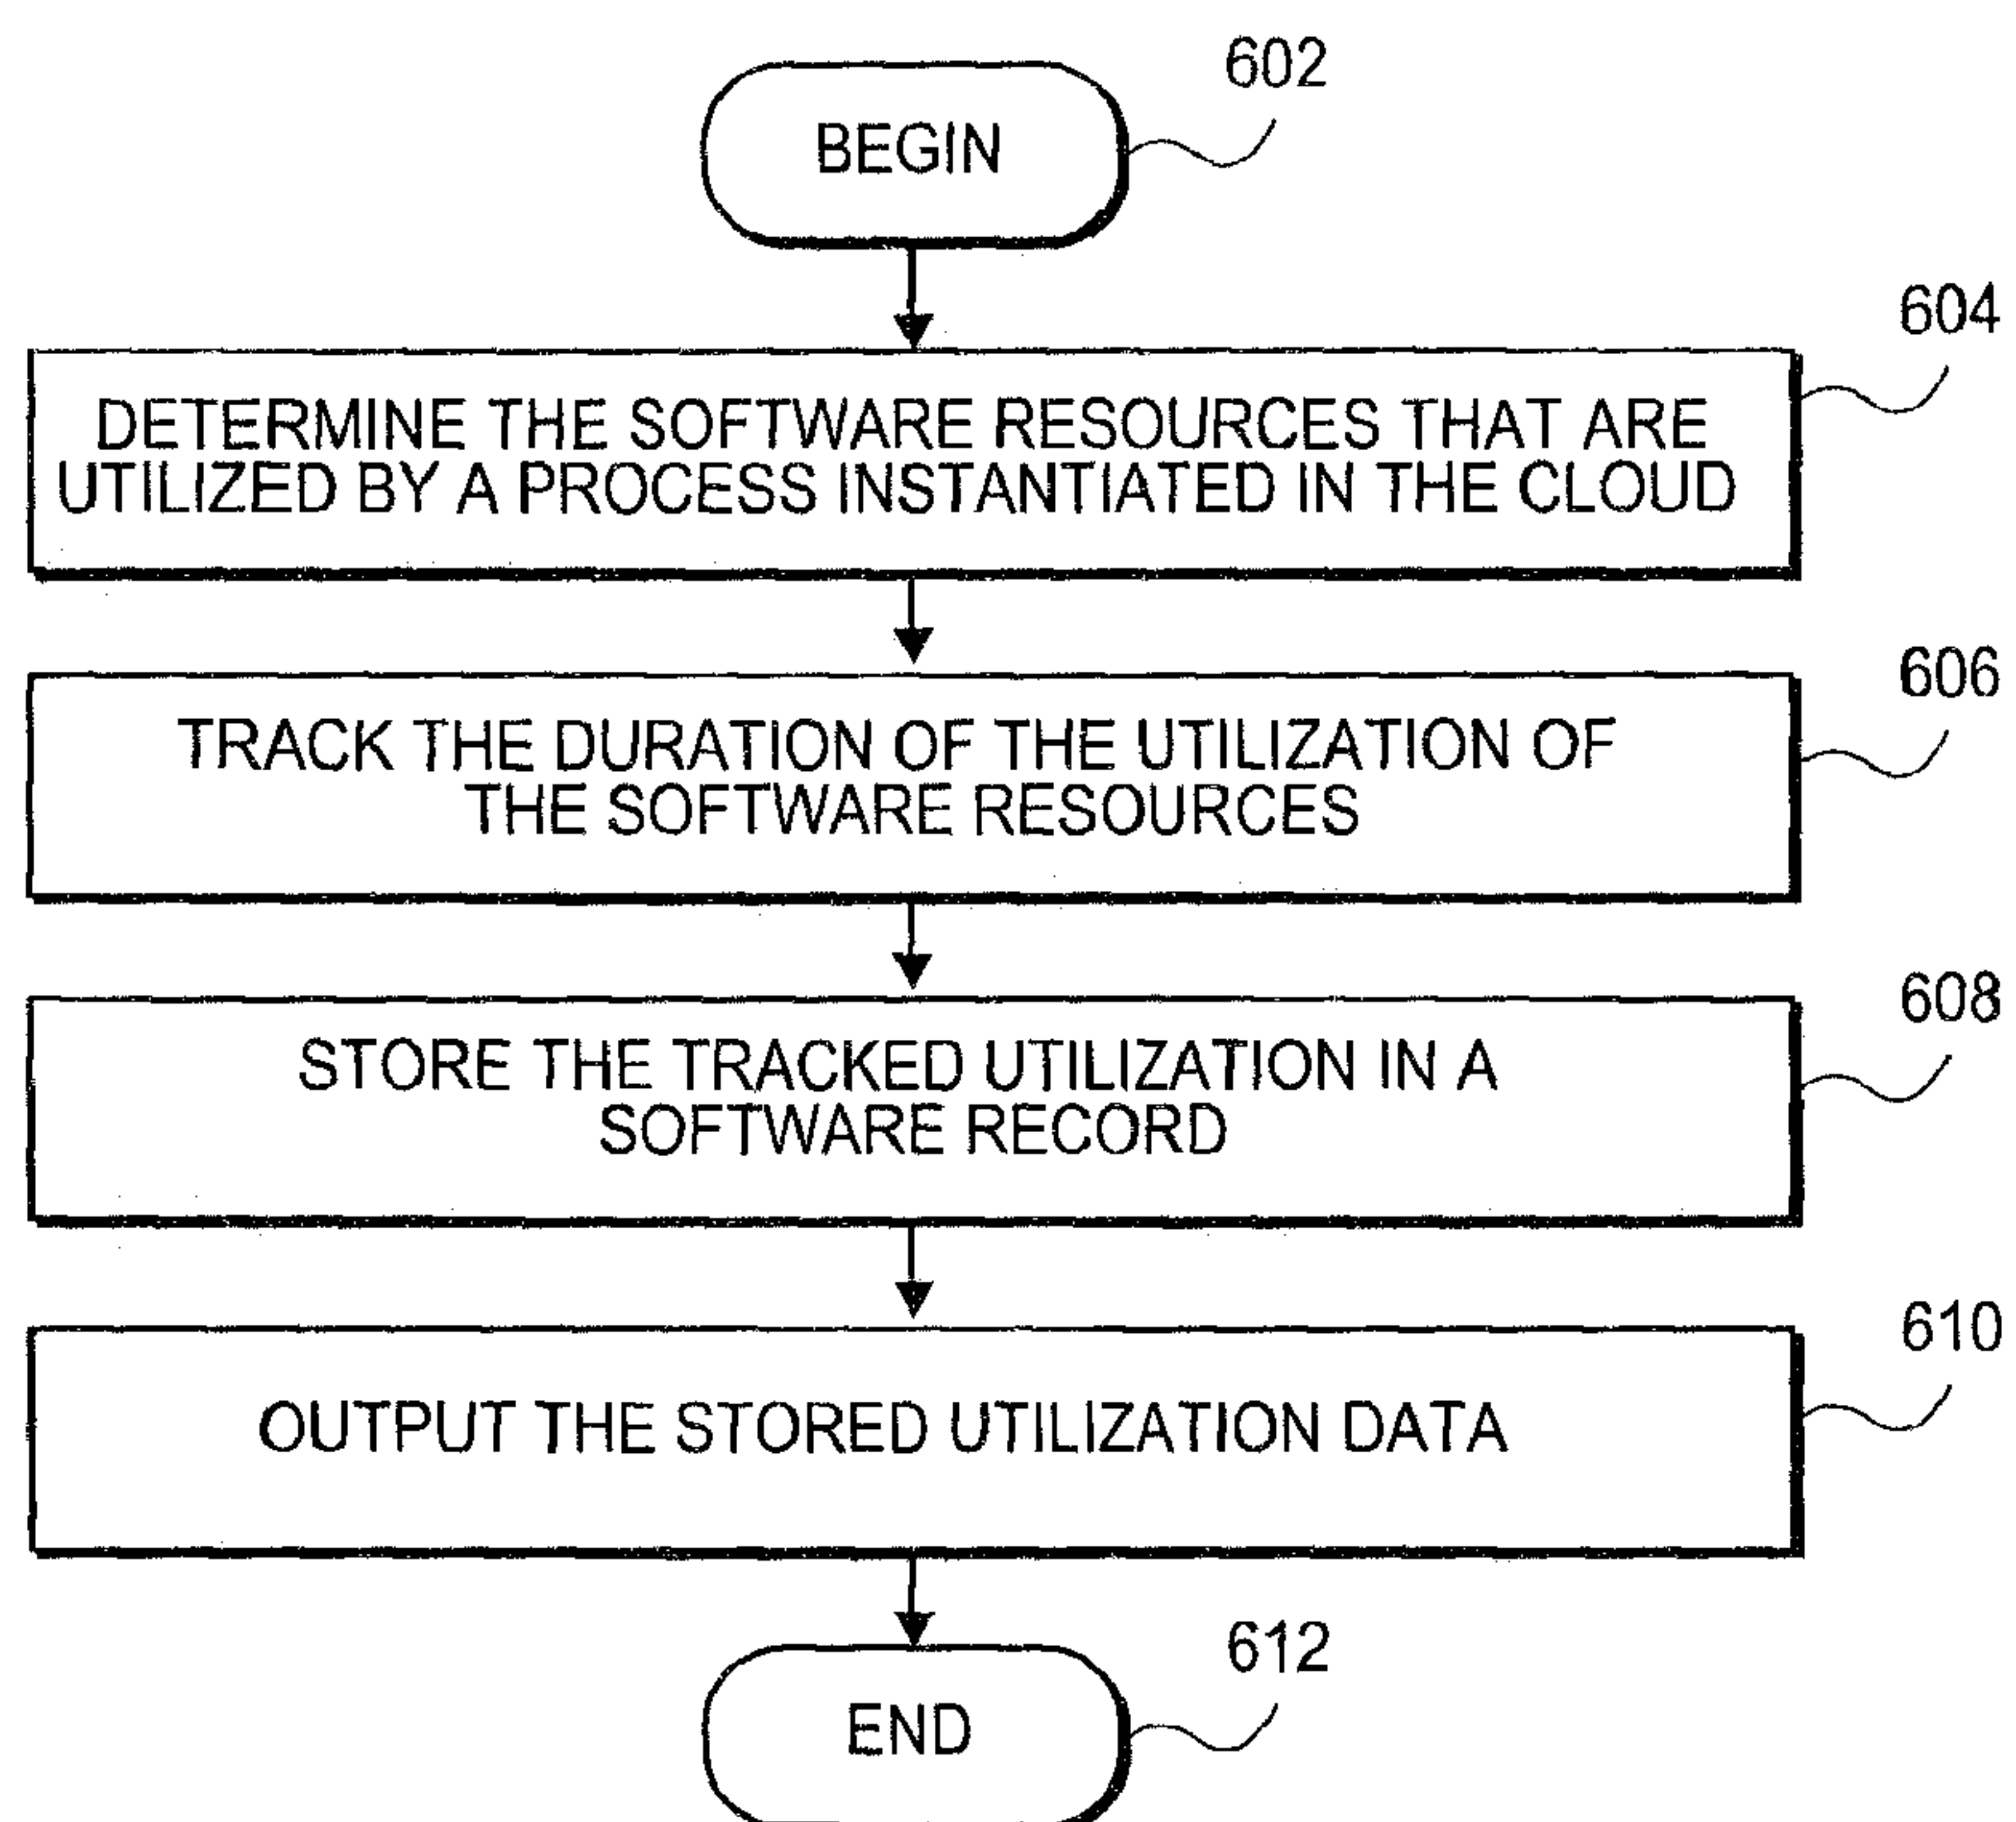 602
BEGIN
604
DETERMINE THE SOFTWARE RESOURCES THAT ARE
UTILIZED BY A PROCESS INSTANTIATED IN THE CLOUD
606
TRACK THE DURATION OF THE UTILIZATION OF
THE SOFTWARE RESOURCES
608
STORE THE TRACKED UTILIZATION IN A
SOFTWARE RECORD
610
OUTPUT THE STORED UTILIZATION DATA
612
END